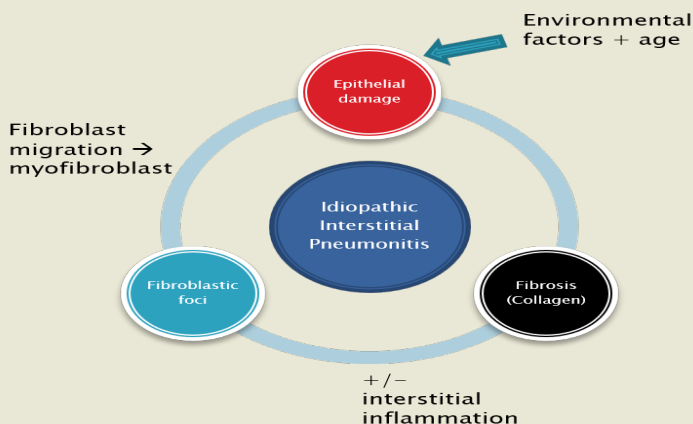 Environmental
factors + age
Epithelial
damage
Fibroblast
migration →
myofibroblast
Idiopathic
Interstitial
Pneumonitis
Fibroblastic
foci
Fibrosis
(Collagen)
+/−
interstitial
inflammation